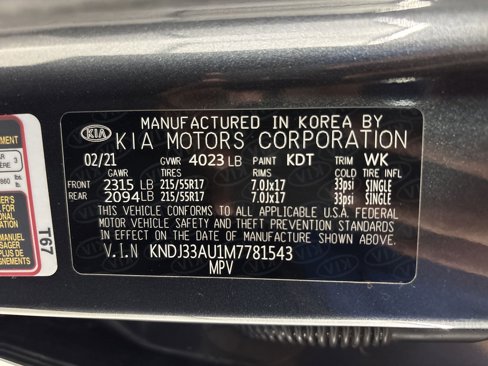 MANUFACTURED IN KOREA BY
KIA KIA MOTORS CORPORATION
02/21 GVWR 4023 LB PAINT KDT TRIM WK
GAWR TIRES RIMS COLD TIRE INFL
FRONT 2315 LB 215/55R17 7.0Jx17 33psi SINGLE
REAR 2094 LB 215/55R17 7.0Jx17 33psi SINGLE
THIS VEHICLE CONFORMS TO ALL APPLICABLE U.S.A. FEDERAL
MOTOR VEHICLE SAFETY AND THEFT PREVENTION STANDARDS
IN EFFECT ON THE DATE OF MANUFACTURE SHOWN ABOVE.
V.I.N KNDJ33AU1M7781543
MPV
T67
3
860
lbs.